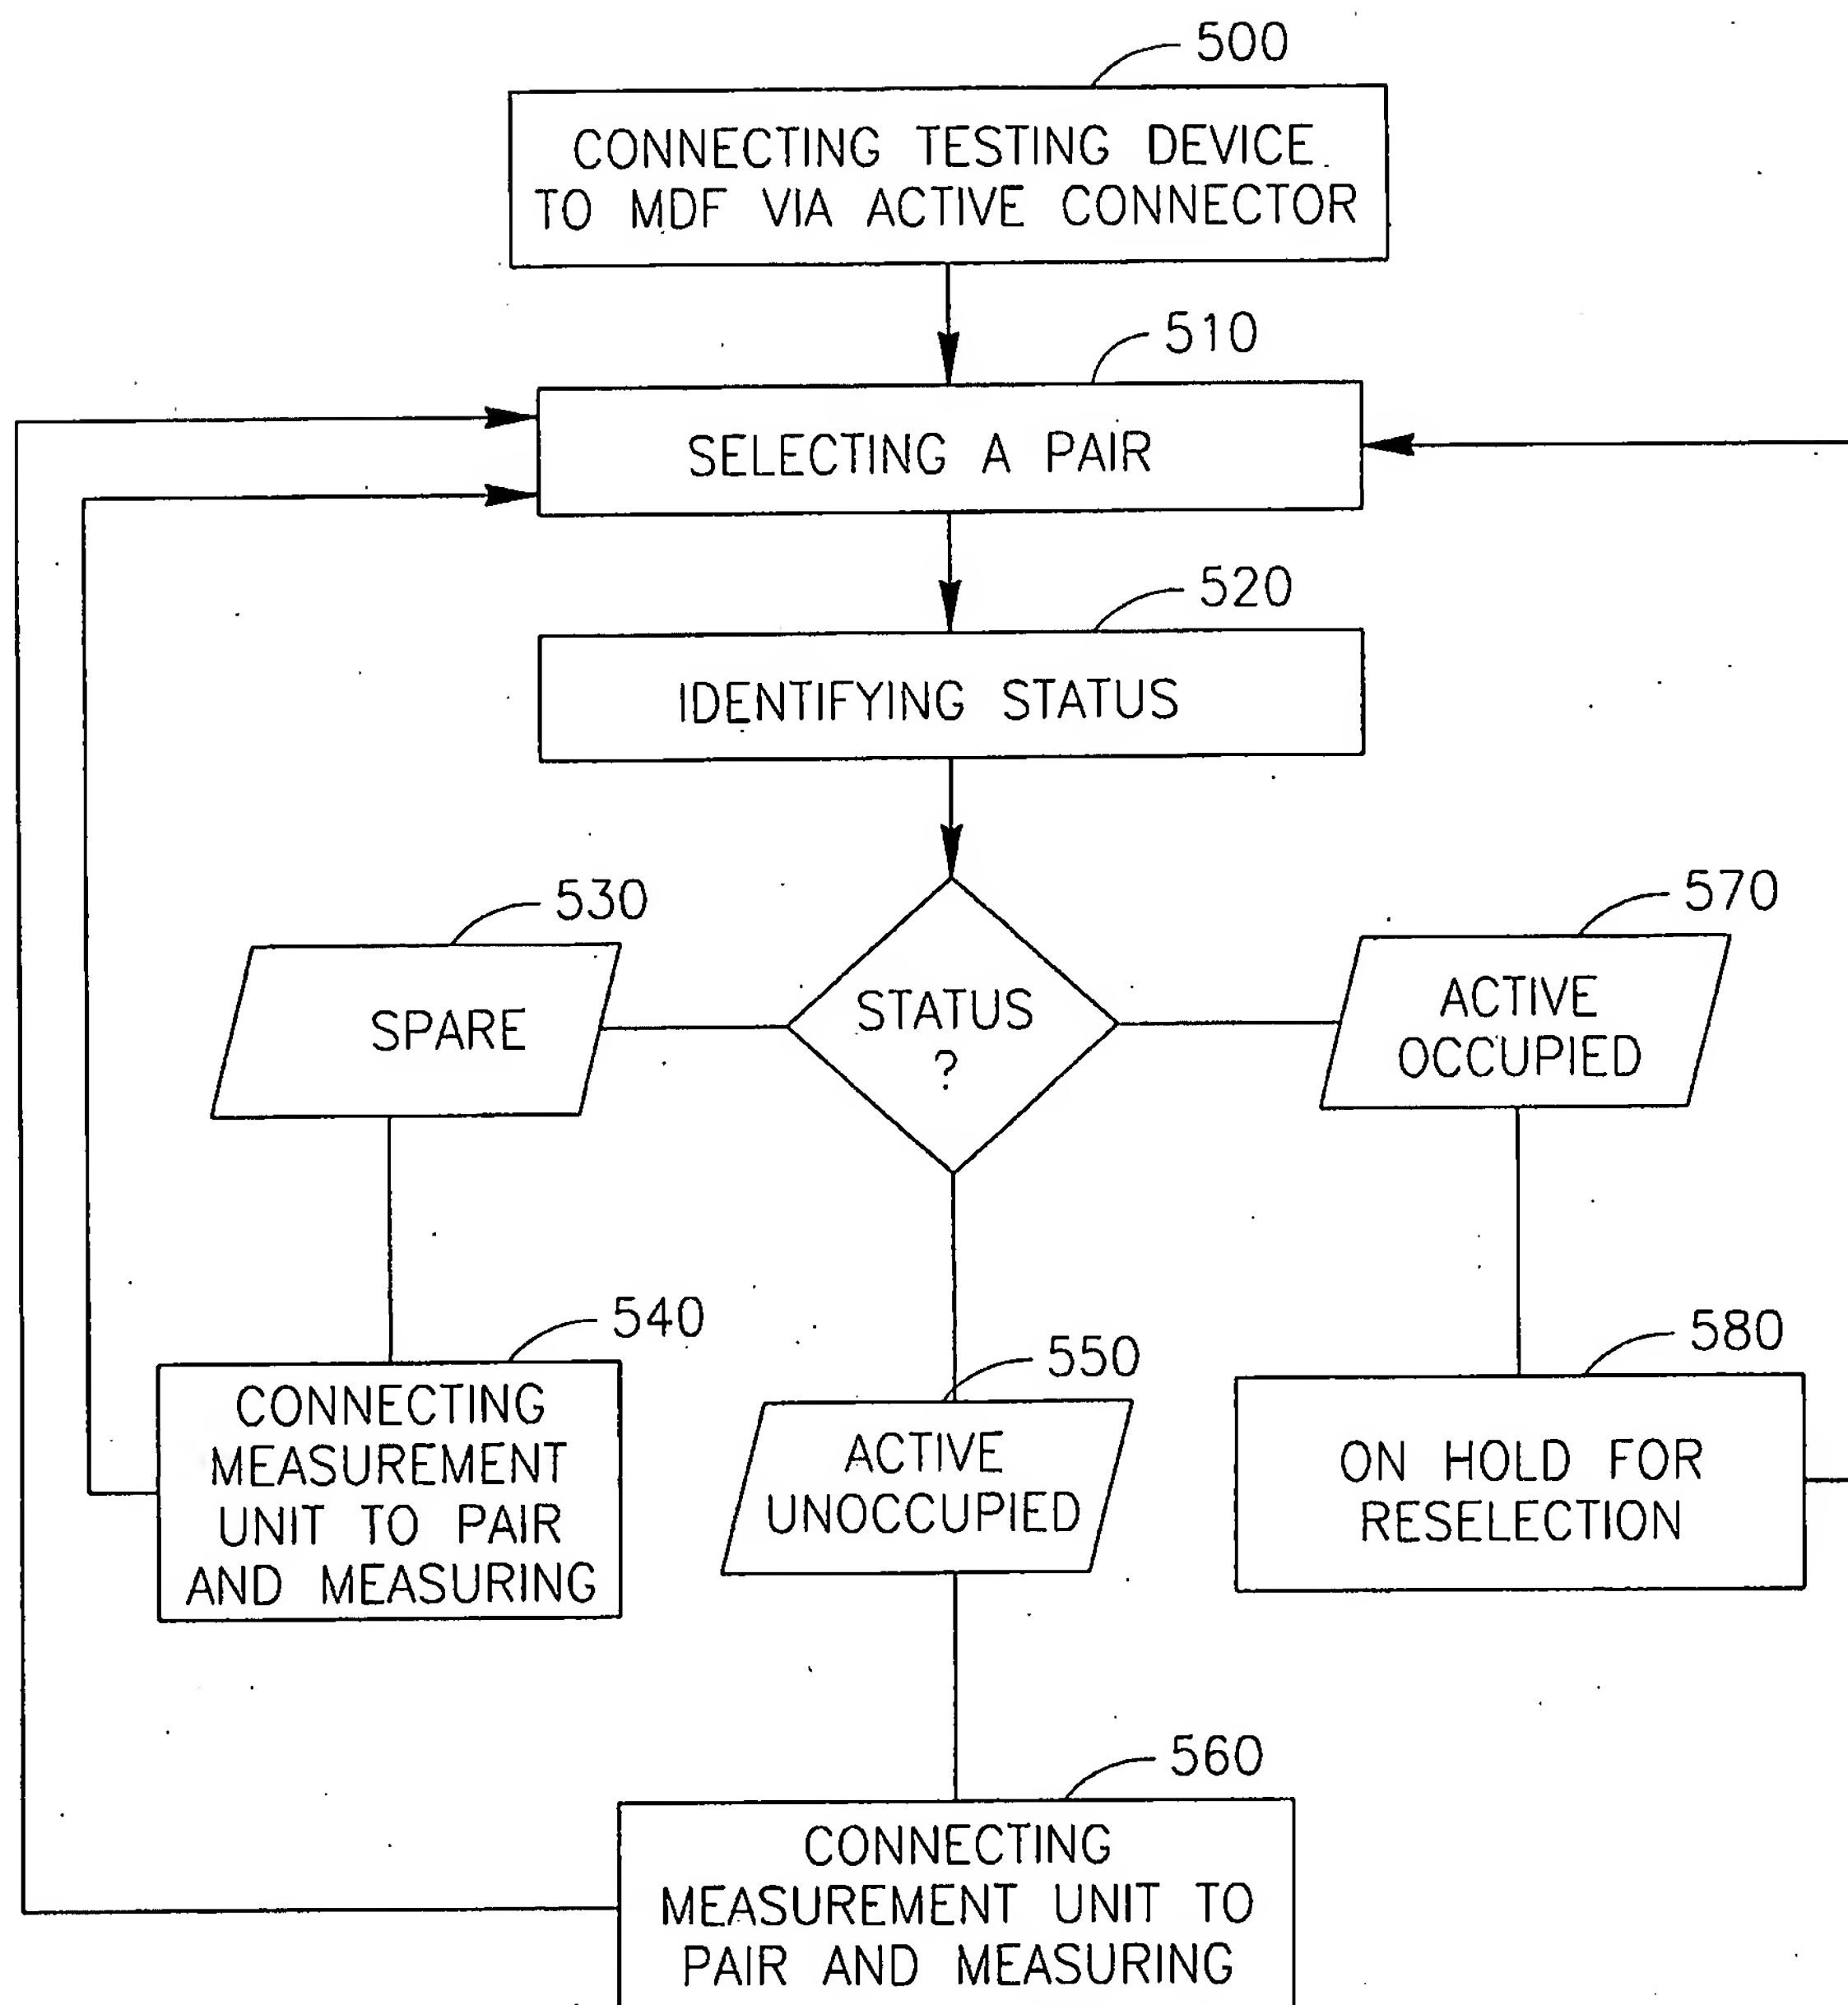 500
CONNECTING TESTING DEVICE
TO MDF VIA ACTIVE CONNECTOR
510
SELECTING A PAIR
520
IDENTIFYING STATUS
530
SPARE
STATUS
?
570
ACTIVE
OCCUPIED
540
CONNECTING
MEASUREMENT
UNIT TO PAIR
AND MEASURING
550
ACTIVE
UNOCCUPIED
580
ON HOLD FOR
RESELECTION
560
CONNECTING
MEASUREMENT UNIT TO
PAIR AND MEASURING